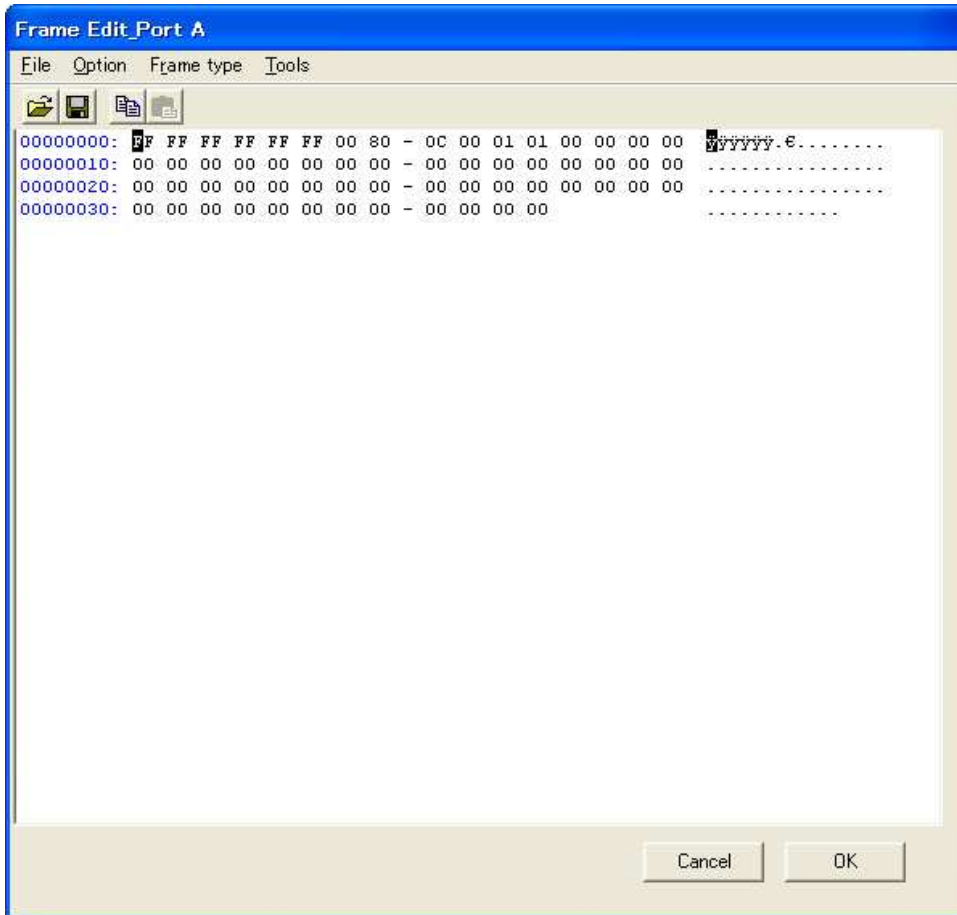 Frame Edit_Port A
File Option Frame type Tools
00000000: FF FF FF FF FF FF 00 80 - 0C 00 01 01 00 00 00 00 ÿÿÿÿÿÿ.€........
00000010: 00 00 00 00 00 00 00 00 - 00 00 00 00 00 00 00 00 ................
00000020: 00 00 00 00 00 00 00 00 - 00 00 00 00 00 00 00 00 ................
00000030: 00 00 00 00 00 00 00 00 - 00 00 00 00 ............
Cancel OK